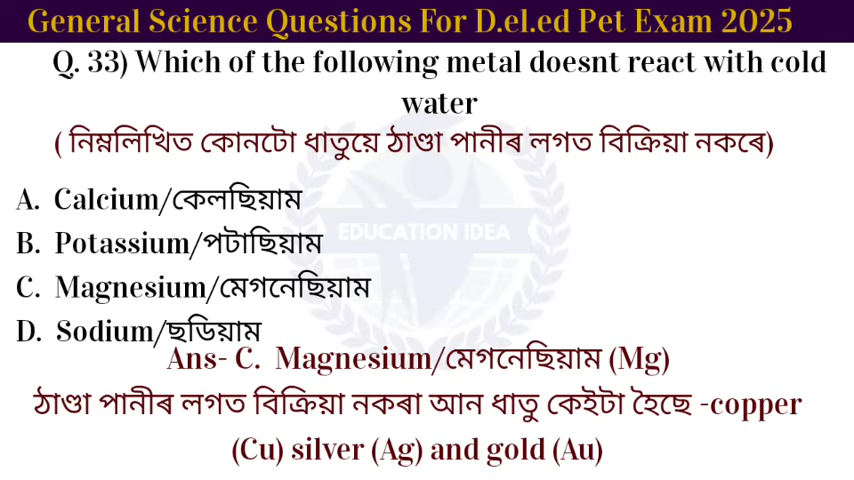 General Science Questions For D.el.ed Pet Exam 2025
Q. 33) Which of the following metal doesnt react with cold
water
( নিম্নলিখিত কোনটো ধাতুয়ে ঠাণ্ডা পানীৰ লগত বিক্ৰিয়া নকৰে)
A. Calcium/কেলছিয়াম
B. Potassium/পটাছিয়াম
EDUCATION IDEA
C. Magnesium/মেগনেছিয়াম
D. Sodium/ছডিয়াম
Ans- C. Magnesium/মেগনেছিয়াম (Mg)
ঠাণ্ডা পানীৰ লগত বিক্ৰিয়া নকৰা আন ধাতু কেইটা হৈছে -copper
(Cu) silver (Ag) and gold (Au)